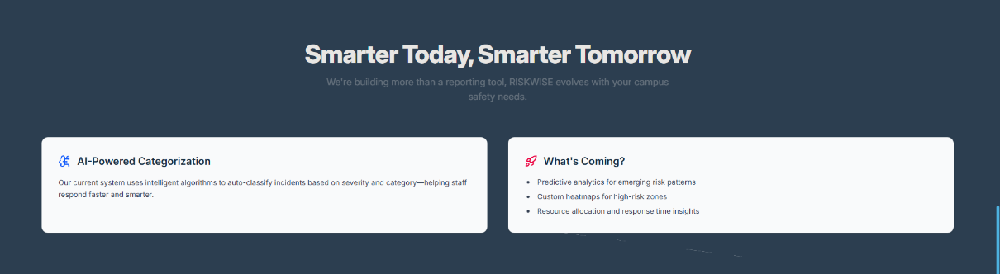 Smarter Today, Smarter Tomorrow
We're building more than a reporting tool, RISKWISE evolves with your campus
safety needs.
AI-Powered Categorization
Our current system uses intelligent algorithms to auto-classify incidents based on severity and category—helping staff
respond faster and smarter.
What's Coming?
• Predictive analytics for emerging risk patterns
• Custom heatmaps for high-risk zones
• Resource allocation and response time insights